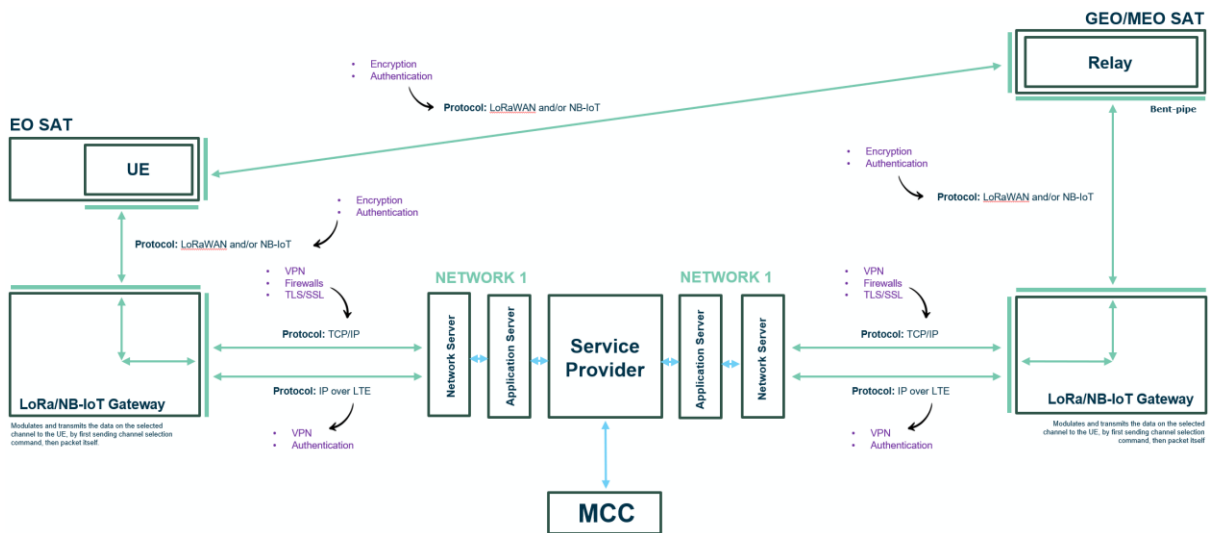 GEO/MEO SAT
Relay
Bent-pipe
• Encryption
• Authentication
Protocol: LoRaWAN and/or NB-IoT
EO SAT
UE
• Encryption
• Authentication
Protocol: LoRaWAN and/or NB-IoT
• Encryption
• Authentication
Protocol: LoRaWAN and/or NB-IoT
• VPN
• Firewalls
• TLS/SSL
Protocol: TCP/IP
Protocol: IP over LTE
• VPN
• Authentication
LoRa/NB-IoT Gateway
Modulates and transmits the data on the selected
channel to the UE, by first sending channel selection
command, then packet itself.
NETWORK 1
Network Server
Application Server
Service
Provider
NETWORK 1
Application Server
Network Server
MCC
• VPN
• Firewalls
• TLS/SSL
Protocol: TCP/IP
Protocol: IP over LTE
• VPN
• Authentication
LoRa/NB-IoT Gateway
Modulates and transmits the data on the selected
channel to the UE, by first sending channel selection
command, then packet itself